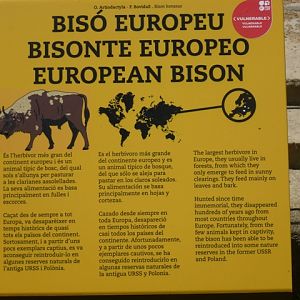 O. Artiodactyla - F. Bovidall - Bison bonasus
BISÓ EUROPEU
BISONTE EUROPEO
EUROPEAN BISON
(VULNERABLE)
VULNERABLE
VULNERABLE
És l'herbívor més gran del
continent europeu i és un
animal típic de bosc, del qual
sols s'allunya per pasturar
a les clarianes assolellades.
La seva alimentació es basa
principalment en fulles i
escorces.
Caçat des de sempre a tot
Europa, va desaparèixer en
temps històrics de quasi
tots els països del continent.
Sortosament, i a partir d'uns
pocs exemplars captius, es va
aconseguir reintroduir-lo en
algunes reserves naturals de
l'antiga URSS i Polònia.
Es el herbívoro más grande
del continente europeo y es
un animal típico de bosque,
del que sólo se aleja para
pastar en los claros soleados.
Su alimentación se basa
principalmente en hojas y
cortezas.
Cazado desde siempre en
toda Europa, desapareció
en tiempos históricos de
casi todos los países del
continente. Afortunadamente,
y a partir de unos pocos
ejemplares cautivos, se ha
conseguido reintroducirlo en
algunas reservas naturales de
la antigua URSS y Polonia.
The largest herbivores in
Europe, they usually live in
forests, from which they
only emerge to feed in sunny
clearings. They feed mainly on
leaves and bark.
Hunted since time
immemorial, they disappeared
hundreds of years ago from
most countries throughout
Europe. Fortunately, from the
few animals kept in captivity,
the bison has been able to be
reintroduced into some nature
reserves in the former USSR
and Poland.